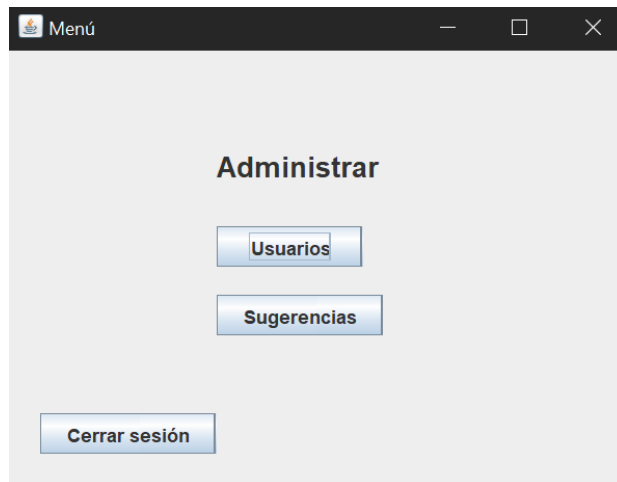 Menú
Administrar
Usuarios
Sugerencias
Cerrar sesión